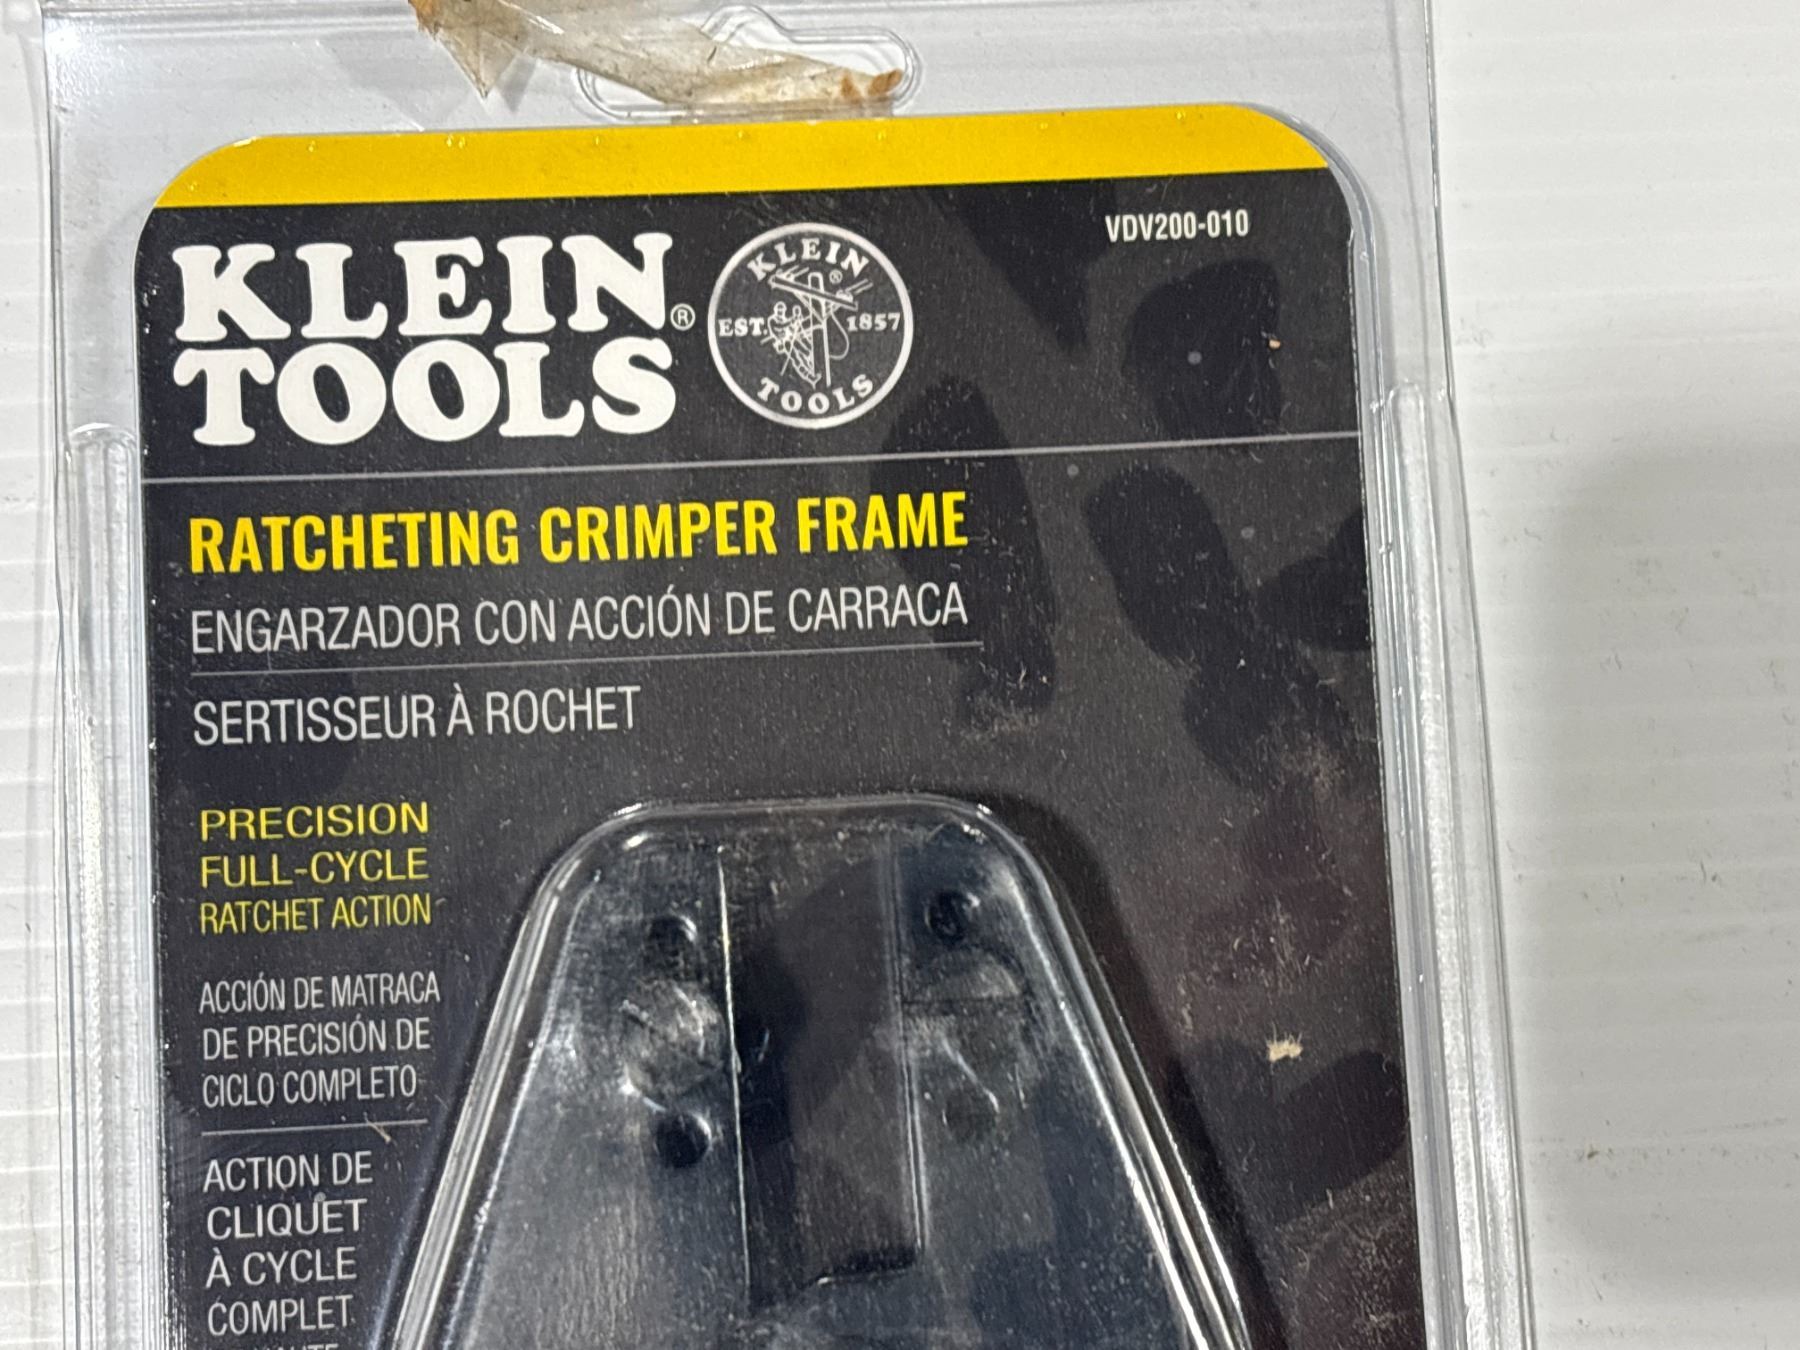 VDV200-010
KLEIN
TOOLS®
KLEIN
®
EST. 1857
TOOLS
RATCHETING CRIMPER FRAME
ENGARZADOR CON ACCIÓN DE CARRACA
SERTISSEUR À ROCHET
PRECISION
FULL-CYCLE
RATCHET ACTION
ACCIÓN DE MATRACA
DE PRECISIÓN DE
CICLO COMPLETO
ACTION DE
CLIQUET
À CYCLE
COMPLET